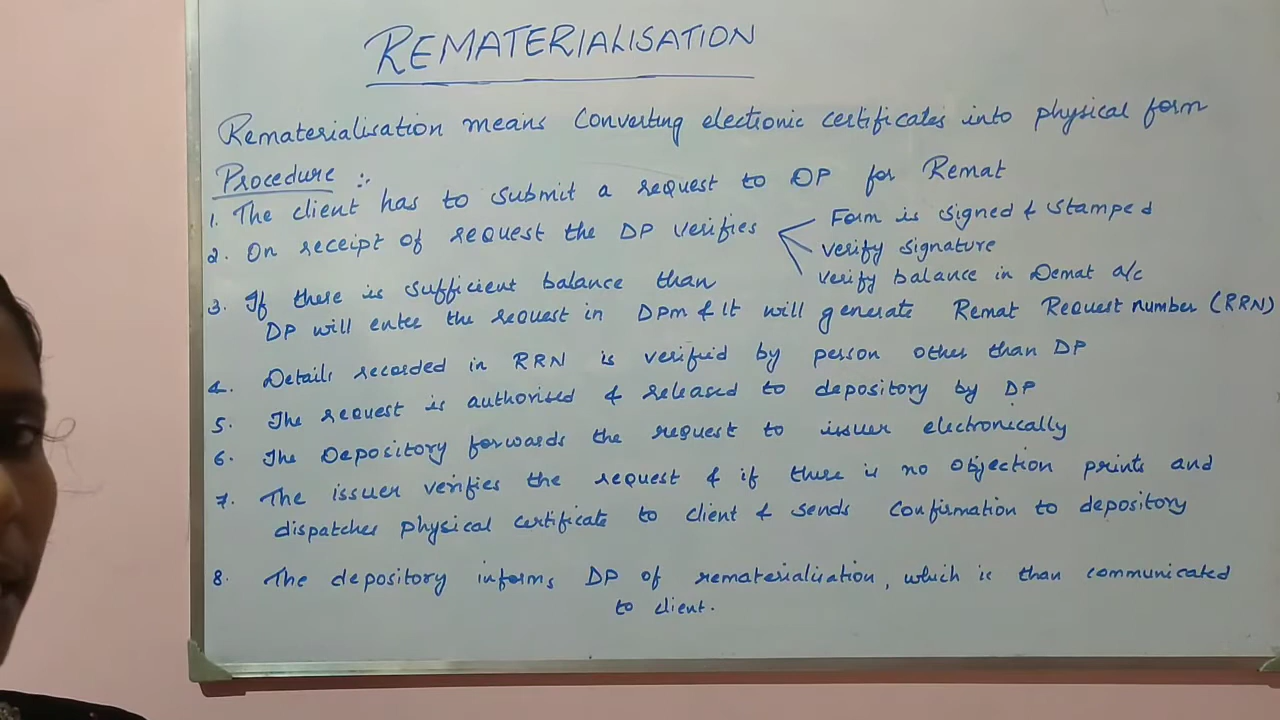 REMATERIALISATION
Rematerialisation means Converting electronic certificates into physical form
Procedure :-
1. The client has to submit a request to DP for Remat
2. On receipt of request the DP verifies
Form is signed & stamped
verify signature
verify balance in Demat a/c
3. If there is sufficient balance than
DP will enter the request in DPm & It will generate Remat Request number (RRN)
4. Details recorded in RRN is verified by person other than DP
5. The request is authorised & released to depository by DP
6. The Depository forwards the request to issuer electronically
7. The issuer verifies the request & if there is no objection prints and
dispatches physical certificate to client & sends confirmation to depository
8. The depository informs DP of rematerialisation, which is than communicated
to client.